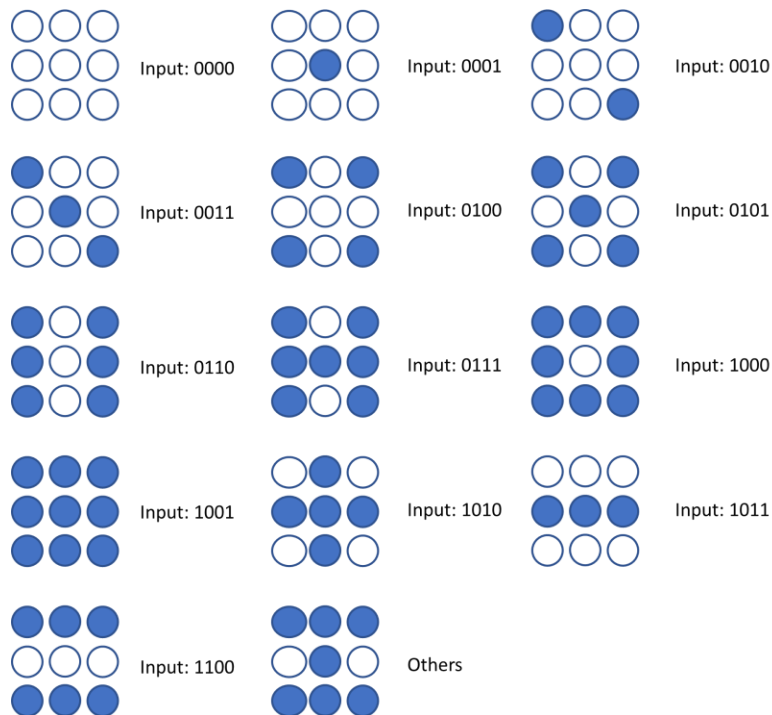 Input: 0000
Input: 0001
Input: 0010
Input: 0011
Input: 0100
Input: 0101
Input: 0110
Input: 0111
Input: 1000
Input: 1001
Input: 1010
Input: 1011
Input: 1100
Others